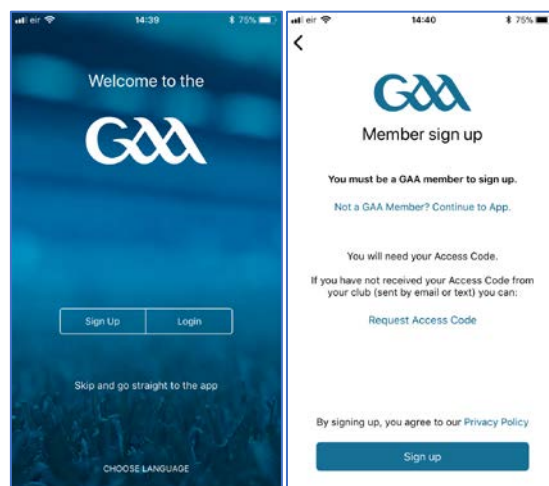 eir 14:39 75%
Welcome to the
GAA
Sign Up Login
Skip and go straight to the app
CHOOSE LANGUAGE
eir 14:40 75%
GAA
Member sign up
You must be a GAA member to sign up.
Not a GAA Member? Continue to App.
You will need your Access Code.
If you have not received your Access Code from
your club (sent by email or text) you can:
Request Access Code
By signing up, you agree to our Privacy Policy
Sign up